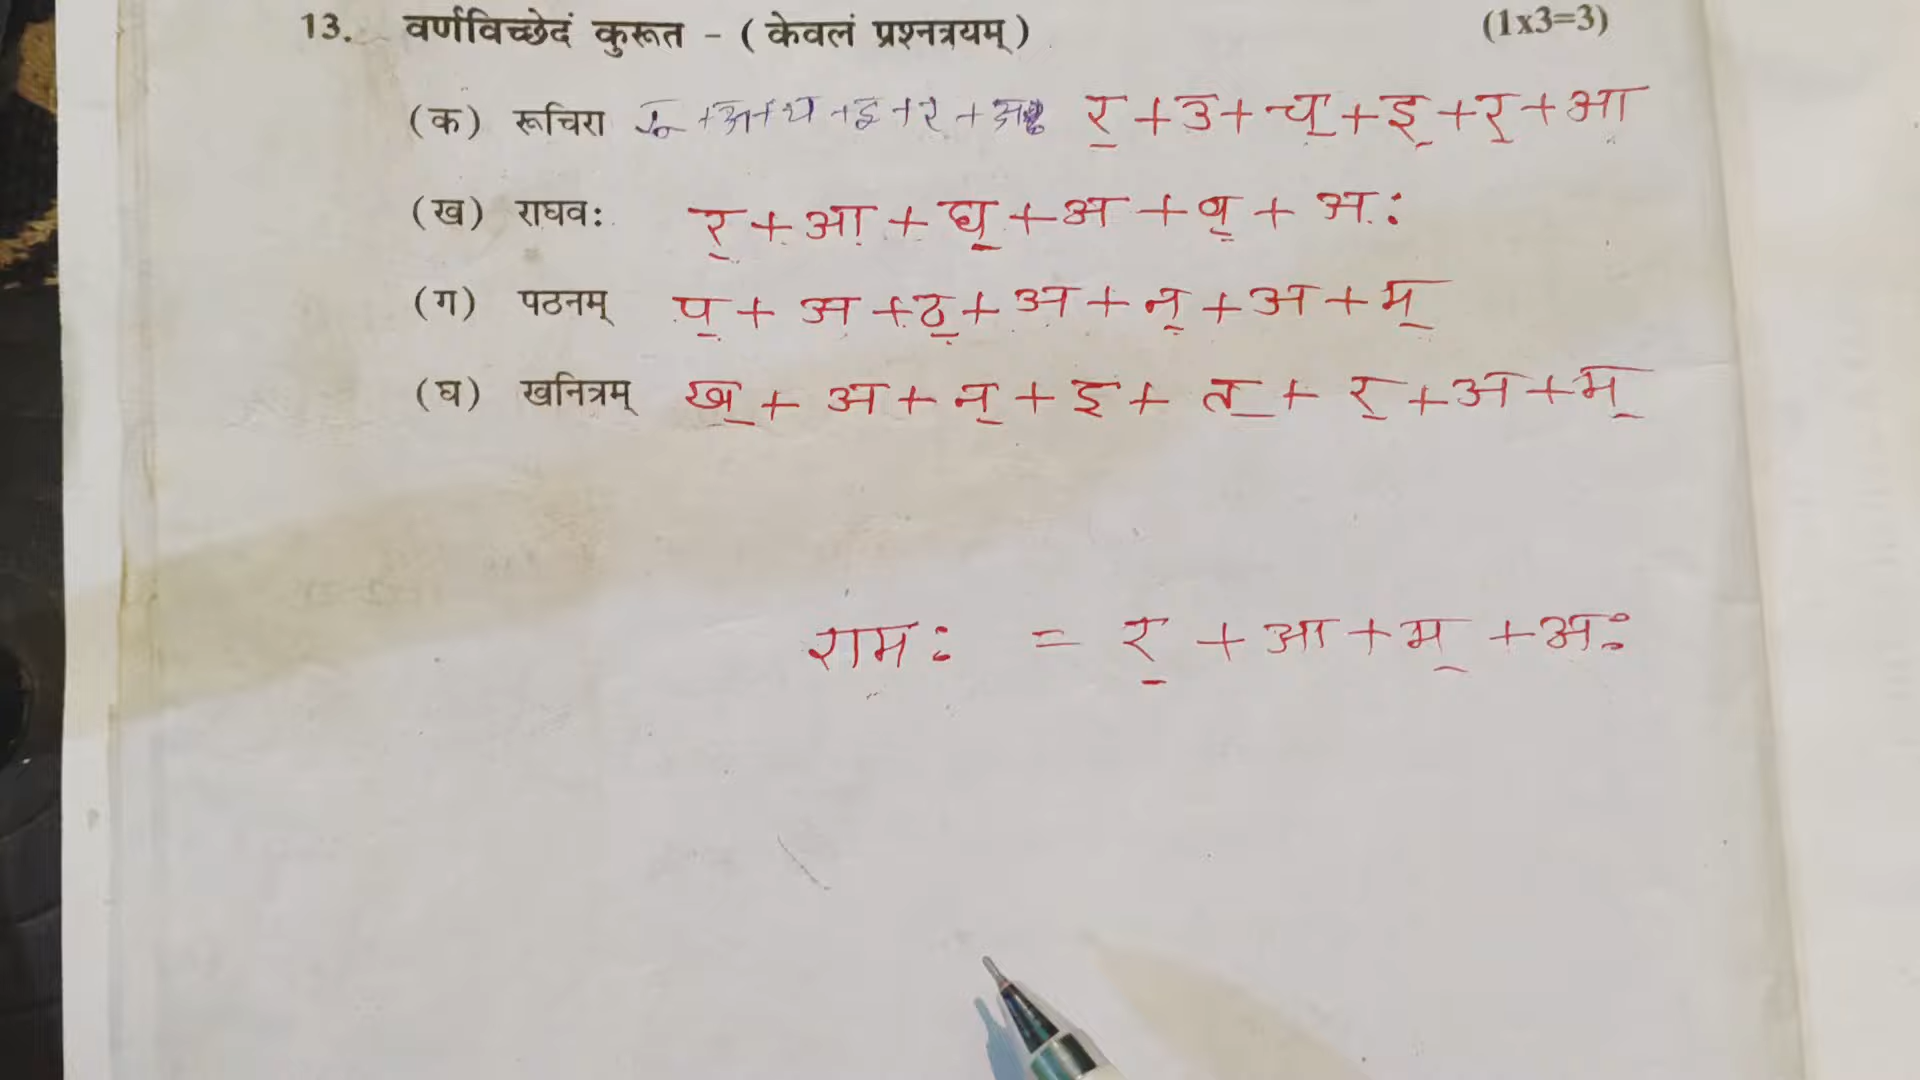 13. वर्णविच्छेदं कुरूत - ( केवलं प्रश्नत्रयम् ) (1x3=3)
(क) रूचिरा +अ+च+इ+र+ र्+उ+च्+इ+र्+आ
(ख) राघवः र्+आ+घ्+अ+व्+अः
(ग) पठनम् प्+अ+ठ्+अ+न्+अ+म्
(घ) खनित्रम् ख्+अ+न्+इ+त्+र्+अ+म्
रामः = र्+आ+म्+अः